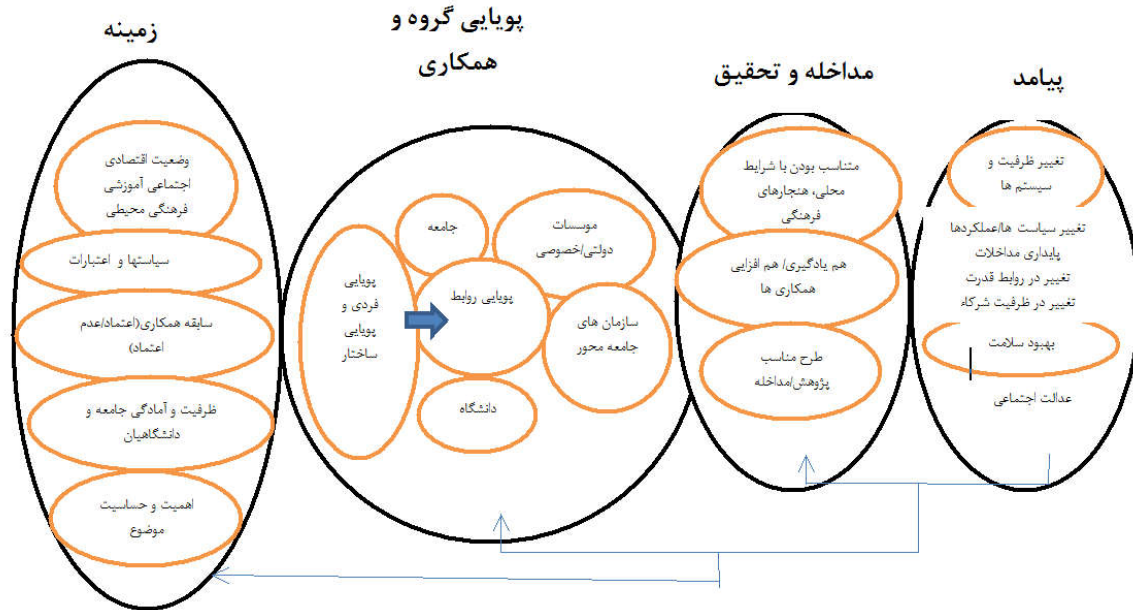 زمینه
وضعیت اقتصادی
اجتماعی آموزشی
فرهنگی محیطی
سیاستها و اعتبارات
سابقه همکاری(اعتماد/عدم
اعتماد)
ظرفیت و آمادگی جامعه و
دانشگاهیان
اهمیت و حساسیت
موضوع
پویایی گروه و
همکاری
پویایی
فردی و
پویایی
ساختار
جامعه
موسسات
دولتی/خصوصی
پویایی روابط
سازمان های
جامعه محور
دانشگاه
مداخله و تحقیق
متناسب بودن با شرایط
محلی، هنجارهای
فرهنگی
هم یادگیری/ هم افزایی
همکاری ها
طرح مناسب
پژوهش/مداخله
پیامد
تغییر ظرفیت و
سیستم ها
تغییر سیاست ها/عملکردها
پایداری مداخلات
تغییر در روابط قدرت
تغییر در ظرفیت شرکاء
بهبود سلامت
عدالت اجتماعی